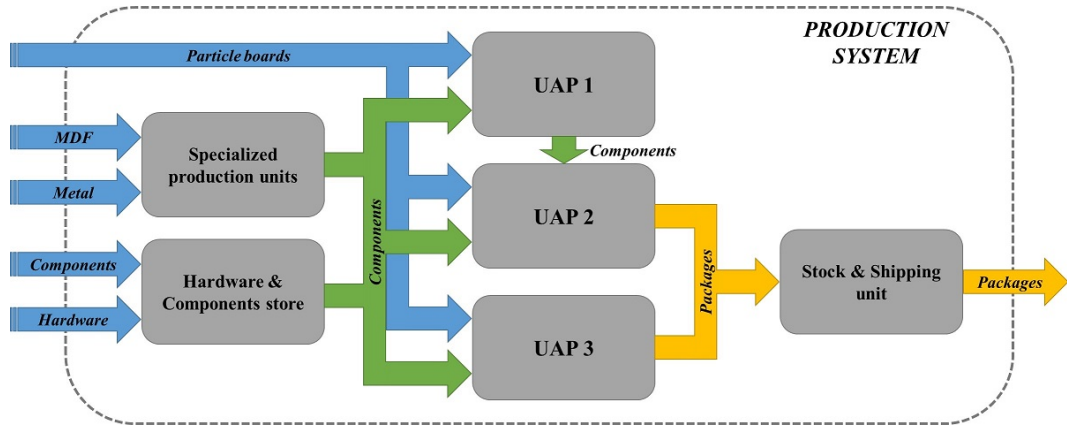 PRODUCTION
SYSTEM
Particle boards
UAP 1
MDF
Specialized
production units
Metal
Components
UAP 2
Components
Components
Hardware &
Components store
Hardware
UAP 3
Packages
Stock & Shipping
unit
Packages